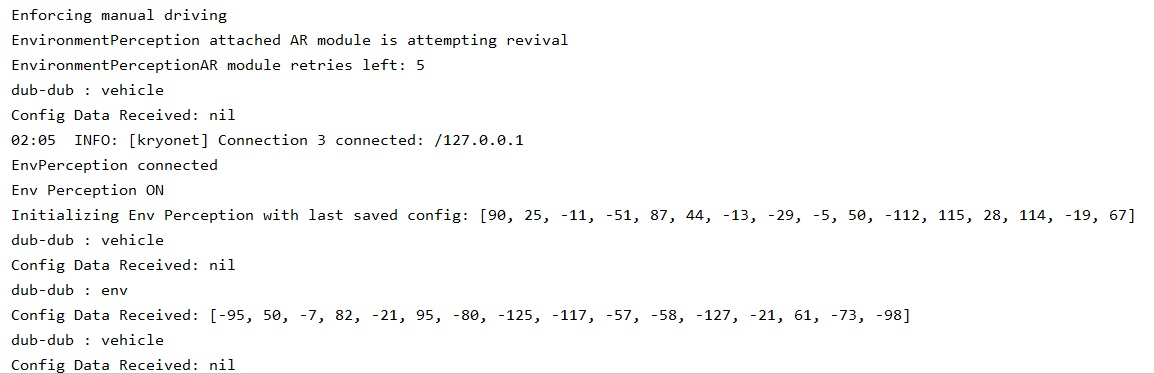 Enforcing manual driving
EnvironmentPerception attached AR module is attempting revival
EnvironmentPerceptionAR module retries left: 5
dub-dub : vehicle
Config Data Received: nil
02:05  INFO: [kryonet] Connection 3 connected: /127.0.0.1
EnvPerception connected
Env Perception ON
Initializing Env Perception with last saved config: [90, 25, -11, -51, 87, 44, -13, -29, -5, 50, -112, 115, 28, 114, -19, 67]
dub-dub : vehicle
Config Data Received: nil
dub-dub : env
Config Data Received: [-95, 50, -7, 82, -21, 95, -80, -125, -117, -57, -58, -127, -21, 61, -73, -98]
dub-dub : vehicle
Config Data Received: nil